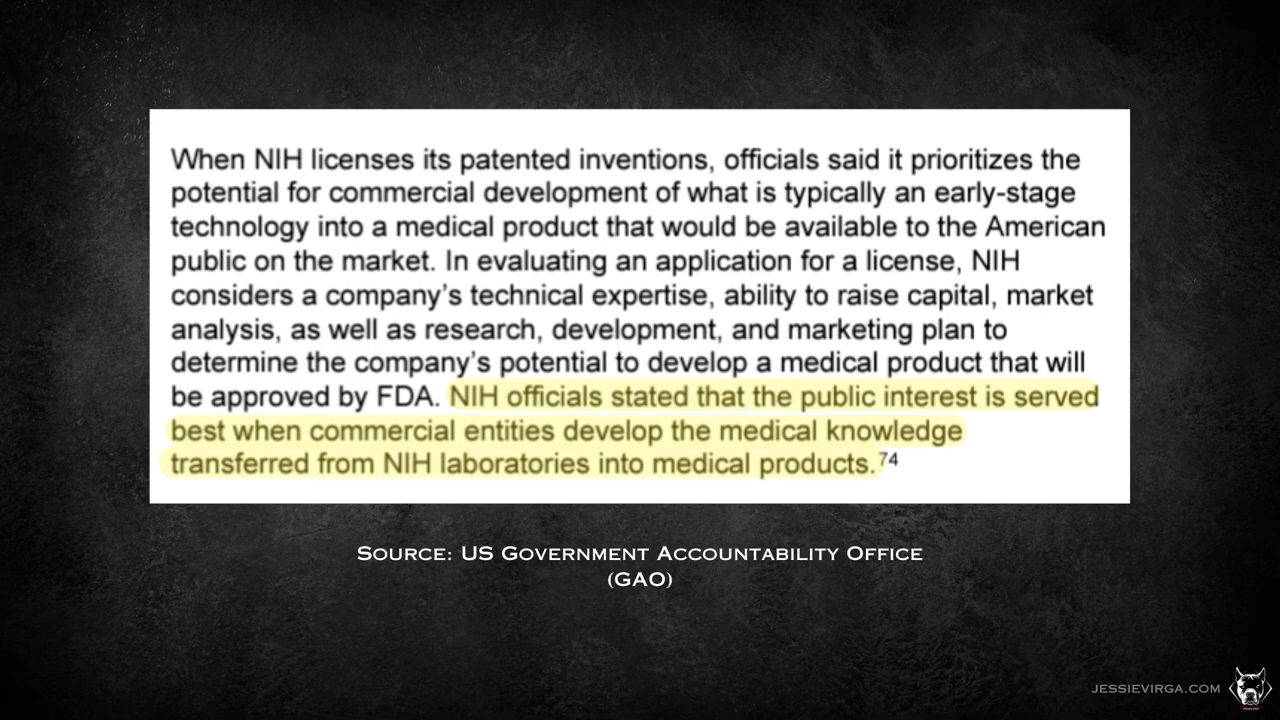 When NIH licenses its patented inventions, officials said it prioritizes the
potential for commercial development of what is typically an early-stage
technology into a medical product that would be available to the American
public on the market. In evaluating an application for a license, NIH
considers a company's technical expertise, ability to raise capital, market
analysis, as well as research, development, and marketing plan to
determine the company's potential to develop a medical product that will
be approved by FDA. NIH officials stated that the public interest is served
best when commercial entities develop the medical knowledge
transferred from NIH laboratories into medical products.74
Source: US Government Accountability Office
(GAO)
JESSIEVIRGA.COM